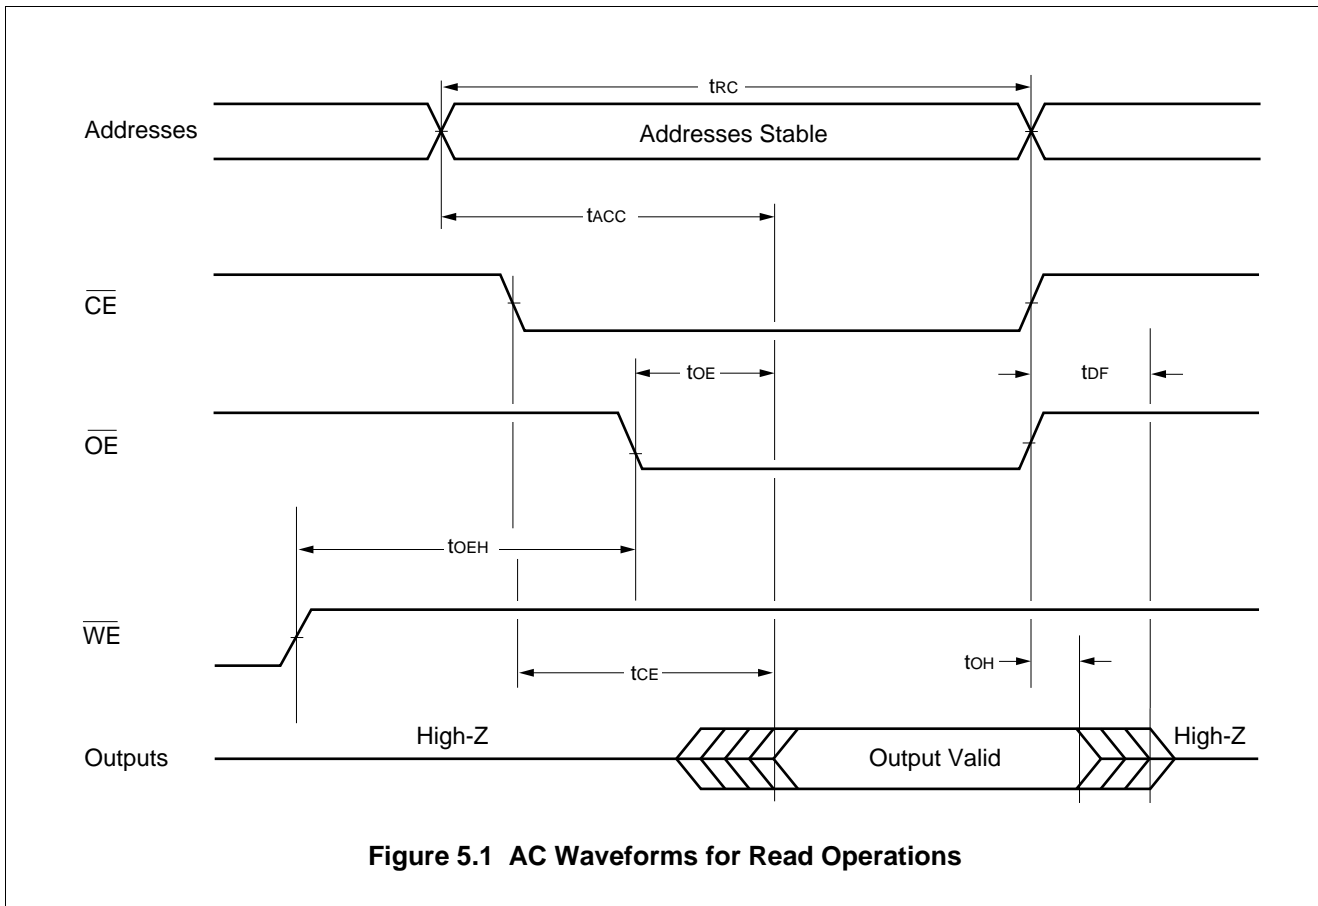 tRC
Addresses
Addresses Stable
tACC
CE
tOE
tDF
OE
tOEH
WE
tOH
tCE
High-Z
High-Z
Outputs
Output Valid
Figure 5.1 AC Waveforms for Read Operations